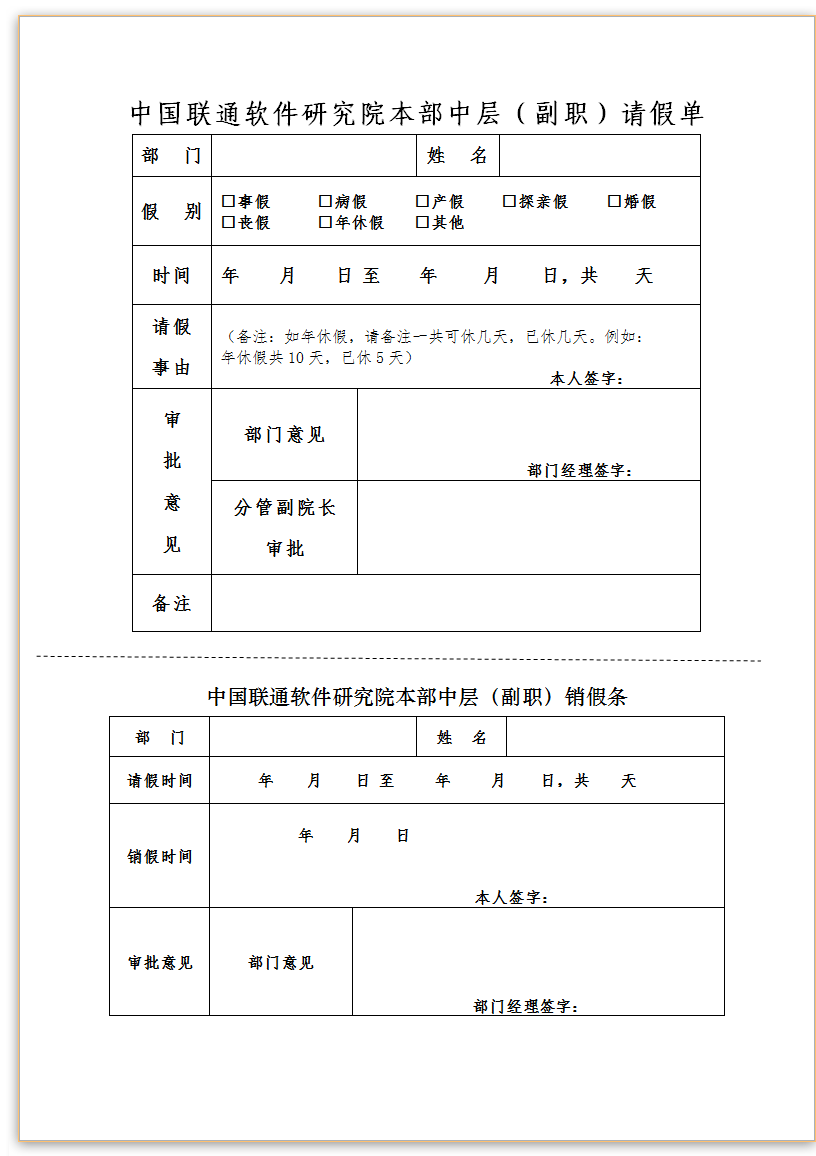 中国联通软件研究院本部中层（副职）请假单
部 门 姓 名
假 别
□事假 □病假 □产假 □探亲假 □婚假
□丧假 □年休假 □其他
时间 年 月 日 至 年 月 日，共 天
请假
事由
（备注：如年休假，请备注一共可休几天，已休几天。例如：
年休假共 10 天，已休 5 天）
本人签字：
审
批
意
见
部门意见
部门经理签字：
分管副院长
审批
备注
中国联通软件研究院本部中层（副职）销假条
部 门 姓 名
请假时间 年 月 日 至 年 月 日，共 天
销假时间
年 月 日
本人签字：
审批意见 部门意见
部门经理签字：